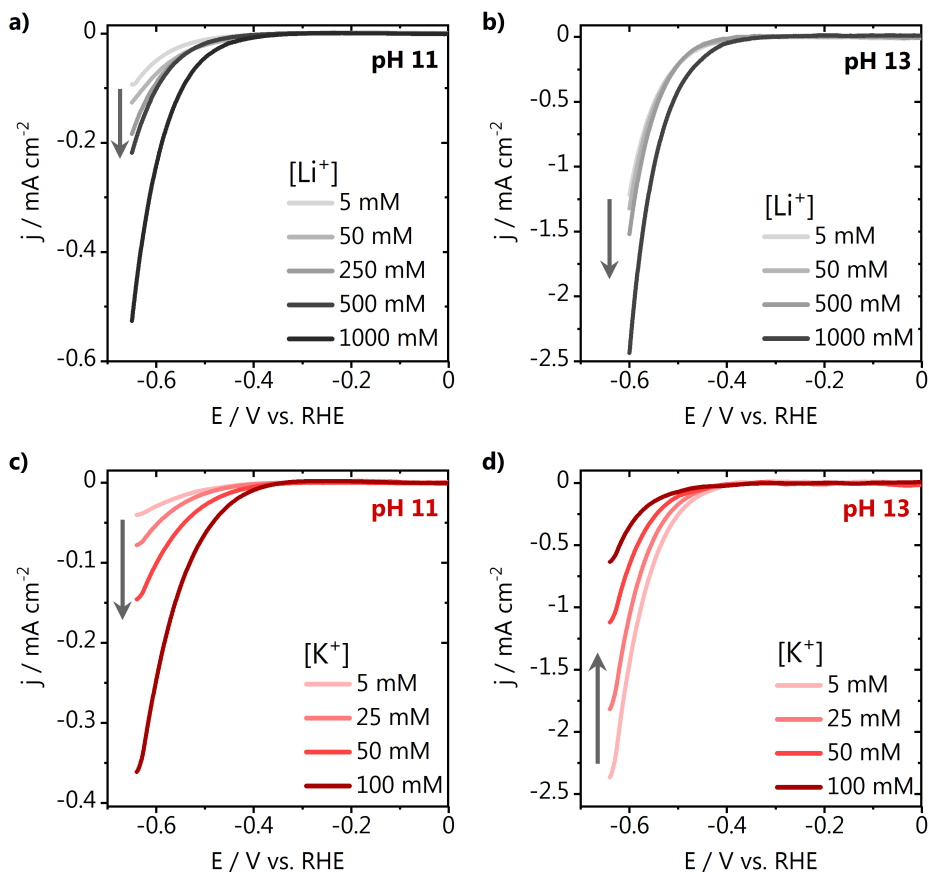 a)
pH 11
[Li⁺]
5 mM
50 mM
250 mM
500 mM
1000 mM
0
-0.2
-0.4
-0.6
j / mA cm⁻²
-0.6 -0.4 -0.2 0
E / V vs. RHE
b)
pH 13
[Li⁺]
5 mM
50 mM
500 mM
1000 mM
0
-0.5
-1
-1.5
-2
-2.5
j / mA cm⁻²
-0.6 -0.4 -0.2 0
E / V vs. RHE
c)
pH 11
[K⁺]
5 mM
25 mM
50 mM
100 mM
0
-0.1
-0.2
-0.3
-0.4
j / mA cm⁻²
-0.6 -0.4 -0.2 0
E / V vs. RHE
d)
pH 13
[K⁺]
5 mM
25 mM
50 mM
100 mM
0
-0.5
-1
-1.5
-2
-2.5
j / mA cm⁻²
-0.6 -0.4 -0.2 0
E / V vs. RHE